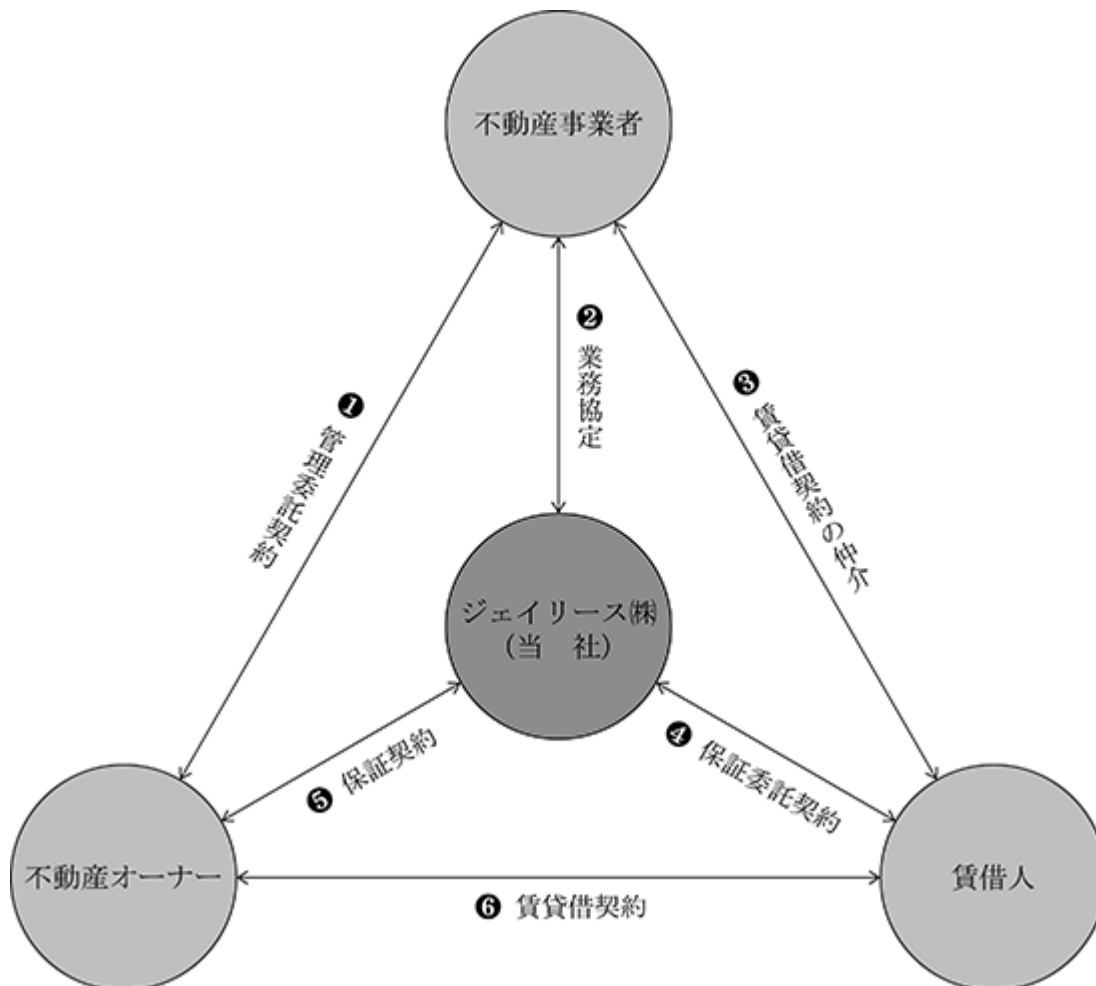 不動産事業者
❷ 業務協定
❶ 管理委託契約
❸ 賃貸借契約の仲介
ジェイリース㈱
（当　社）
❺ 保証契約
❹ 保証委託契約
不動産オーナー
賃借人
❻ 賃貸借契約